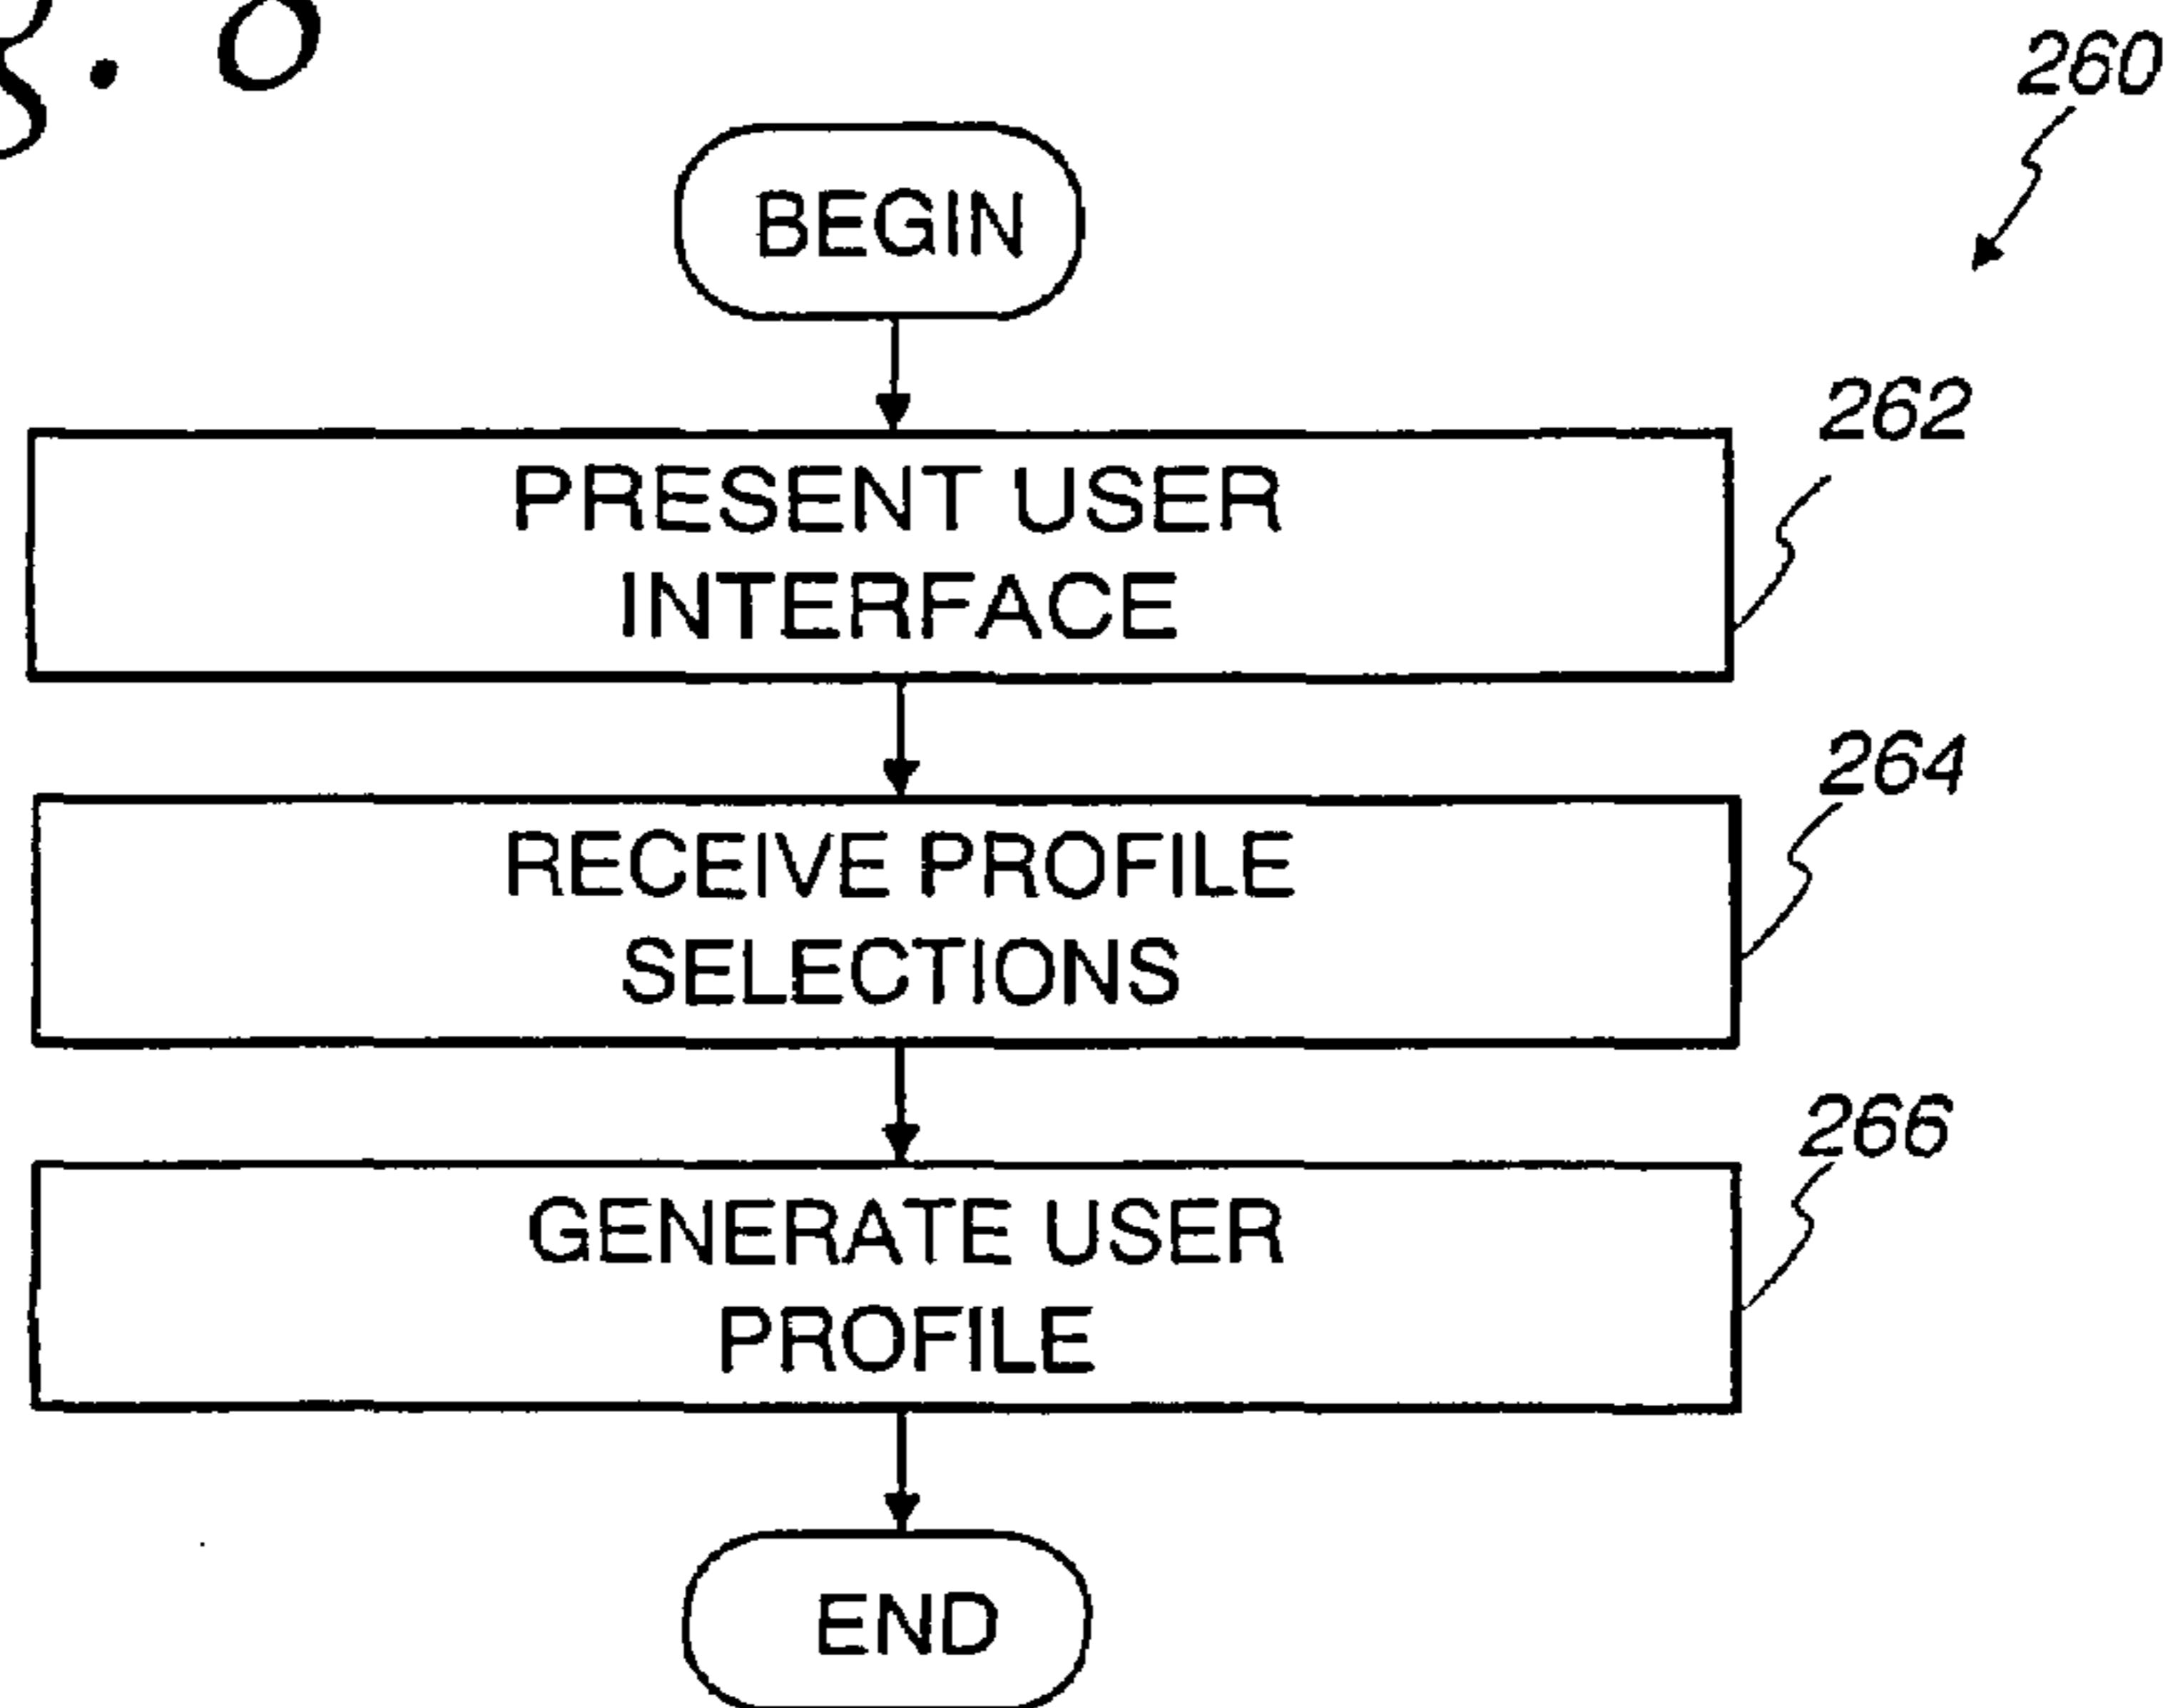 260
BEGIN
262
PRESENT USER
INTERFACE
264
RECEIVE PROFILE
SELECTIONS
266
GENERATE USER
PROFILE
END